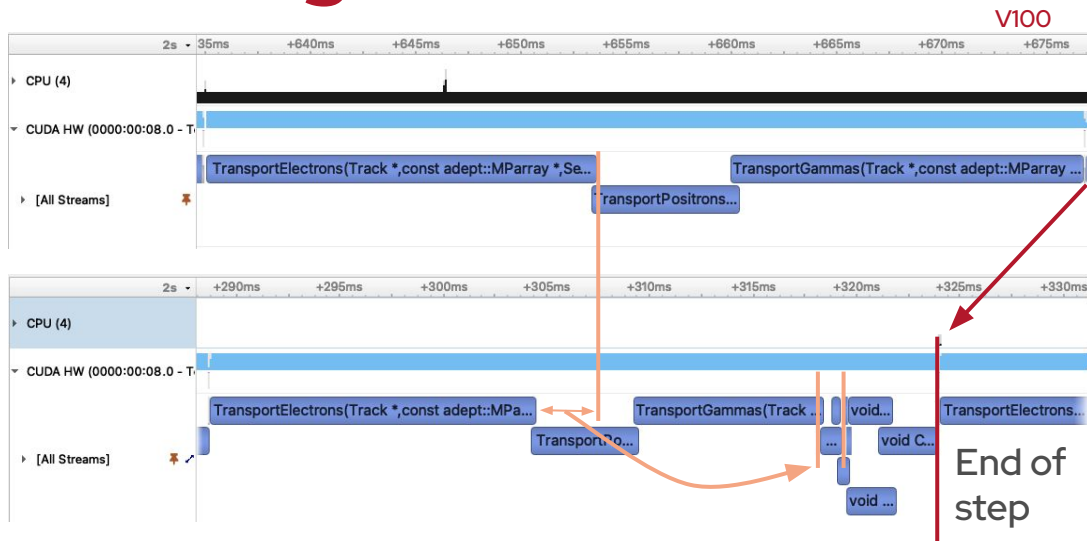 V100
2s 35ms +640ms +645ms +650ms +655ms +660ms +665ms +670ms +675ms
CPU (4)
CUDA HW (0000:00:08.0 - T
TransportElectrons(Track *,const adept::MParray *,Se... TransportGammas(Track *,const adept::MParray ...
[All Streams] TransportPositrons...
2s +290ms +295ms +300ms +305ms +310ms +315ms +320ms +325ms +330ms
CPU (4)
CUDA HW (0000:00:08.0 - T
TransportElectrons(Track *,const adept::MPa... TransportGammas(Track ... void... TransportElectrons...
TransportPo... ... void C...
[All Streams]
void ...
End of
step